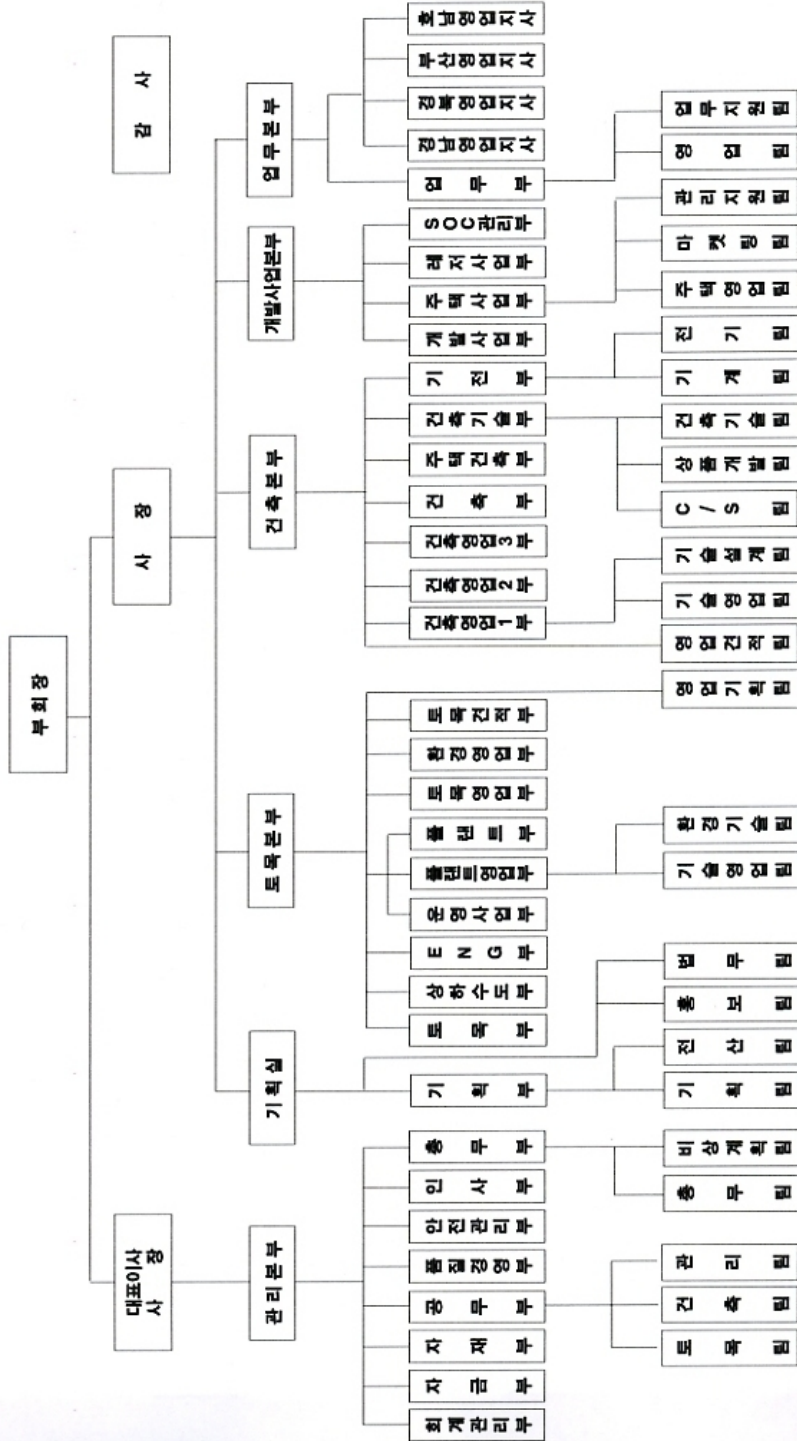 부회장
대표이사
사장
사장
감사
관리본부
기획실
토목본부
건축본부
개발사업본부
업무본부
회계관리부
자금부
자재부
공무부
품질경영부
안전관리부
인사부
총무부
기획부
토목부
상하수도부
ENG부
운영사업부
플랜트영업부
플랜트부
토목영업부
환경영업부
토목견적부
건축영업1부
건축영업2부
건축영업3부
건축부
주택건축부
건축기술부
기전부
개발사업부
주택사업부
레저사업부
SOC관리부
업무부
경남영업지사
경북영업지사
부산영업지사
호남영업지사
토목팀
건축팀
관리팀
총무팀
비상계획팀
기획팀
전산팀
홍보팀
법무팀
기술영업팀
환경기술팀
영업기획팀
영업견적팀
기술영업팀
기술설계팀
C/S팀
상품개발팀
건축기술팀
기계팀
전기팀
주택영업팀
마켓팅팀
관리지원팀
영업팀
업무지원팀